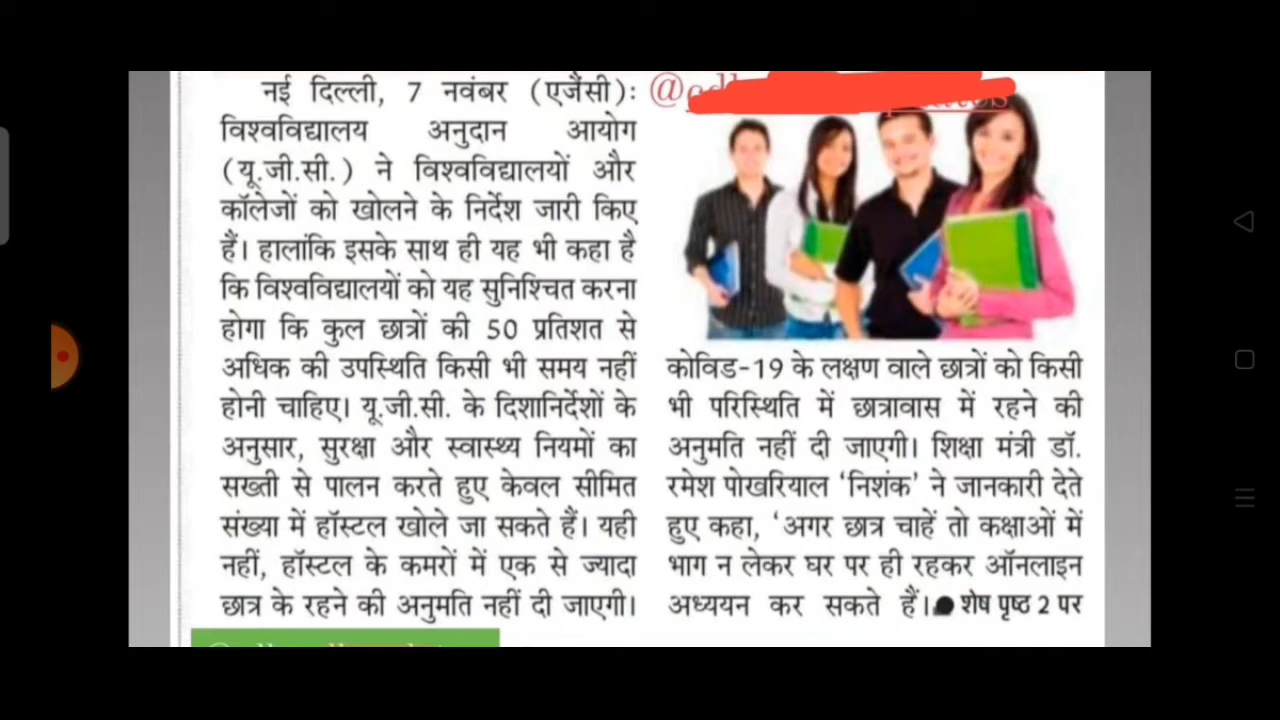 नई दिल्ली, 7 नवंबर (एजैंसी):
विश्वविद्यालय अनुदान आयोग
(यू.जी.सी.) ने विश्वविद्यालयों और
कॉलेजों को खोलने के निर्देश जारी किए
हैं। हालांकि इसके साथ ही यह भी कहा है
कि विश्वविद्यालयों को यह सुनिश्चित करना
होगा कि कुल छात्रों की 50 प्रतिशत से
अधिक की उपस्थिति किसी भी समय नहीं
होनी चाहिए। यू.जी.सी. के दिशानिर्देशों के
अनुसार, सुरक्षा और स्वास्थ्य नियमों का
सख्ती से पालन करते हुए केवल सीमित
संख्या में हॉस्टल खोले जा सकते हैं। यही
नहीं, हॉस्टल के कमरों में एक से ज्यादा
छात्र के रहने की अनुमति नहीं दी जाएगी।
कोविड-19 के लक्षण वाले छात्रों को किसी
भी परिस्थिति में छात्रावास में रहने की
अनुमति नहीं दी जाएगी। शिक्षा मंत्री डॉ.
रमेश पोखरियाल ‘निशंक’ ने जानकारी देते
हुए कहा, ‘अगर छात्र चाहें तो कक्षाओं में
भाग न लेकर घर पर ही रहकर ऑनलाइन
अध्ययन कर सकते हैं।● शेष पृष्ठ 2 पर